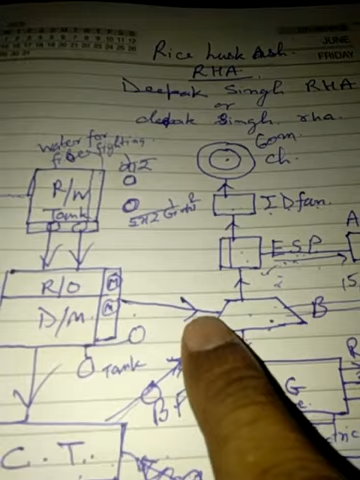 JUNE
FRIDAY
Rice husk Ash.
RHA
Deepak Singh RHA
or
deepak singh rha.
water for
fire fighting
60m
ch.
R/W
Tank
ID fan.
A
ESP
15
R/O
D/M.
M
M
B
Tank
BF
G
R
C.T.